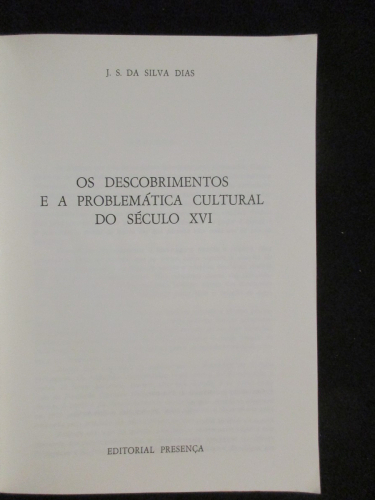 J. S. DA SILVA DIAS
OS DESCOBRIMENTOS
E A PROBLEMÁTICA CULTURAL
DO SÉCULO XVI
EDITORIAL PRESENÇA